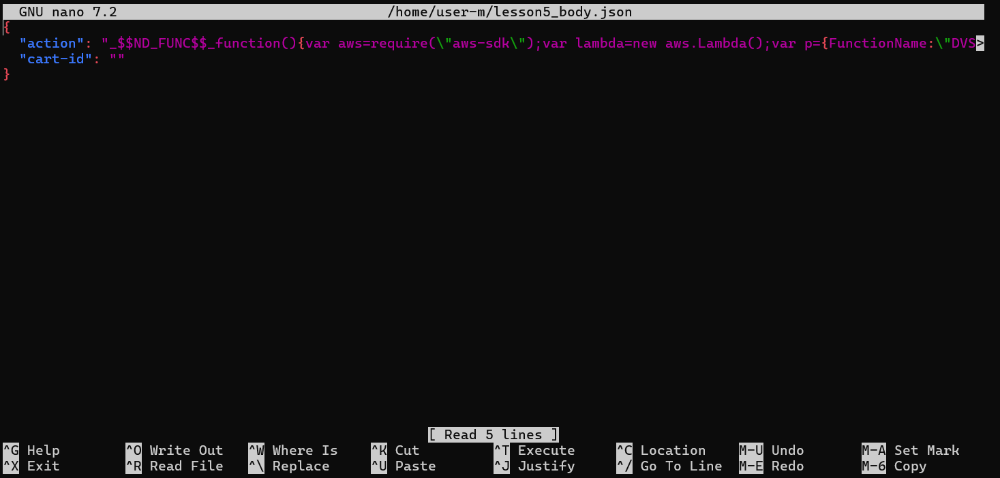 GNU nano 7.2 /home/user-m/lesson5_body.json
{
"action": "_$$ND_FUNC$$_function(){var aws=require(\"aws-sdk\");var lambda=new aws.Lambda();var p={FunctionName:\"DVS>
"cart-id": ""
}
[ Read 5 lines ]
^G Help ^O Write Out ^W Where Is ^K Cut ^T Execute ^C Location M-U Undo M-A Set Mark
^X Exit ^R Read File ^\ Replace ^U Paste ^J Justify ^/ Go To Line M-E Redo M-6 Copy